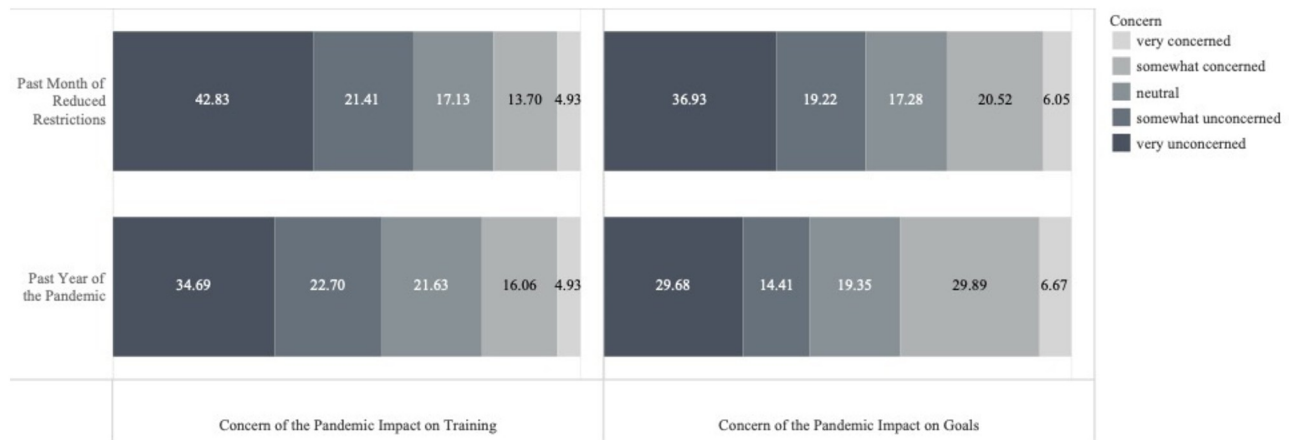 Concern
very concerned
somewhat concerned
neutral
somewhat unconcerned
very unconcerned
Past Month of
Reduced
Restrictions
42.83 21.41 17.13 13.70 4.93 36.93 19.22 17.28 20.52 6.05
Past Year of
the Pandemic
34.69 22.70 21.63 16.06 4.93 29.68 14.41 19.35 29.89 6.67
Concern of the Pandemic Impact on Training
Concern of the Pandemic Impact on Goals